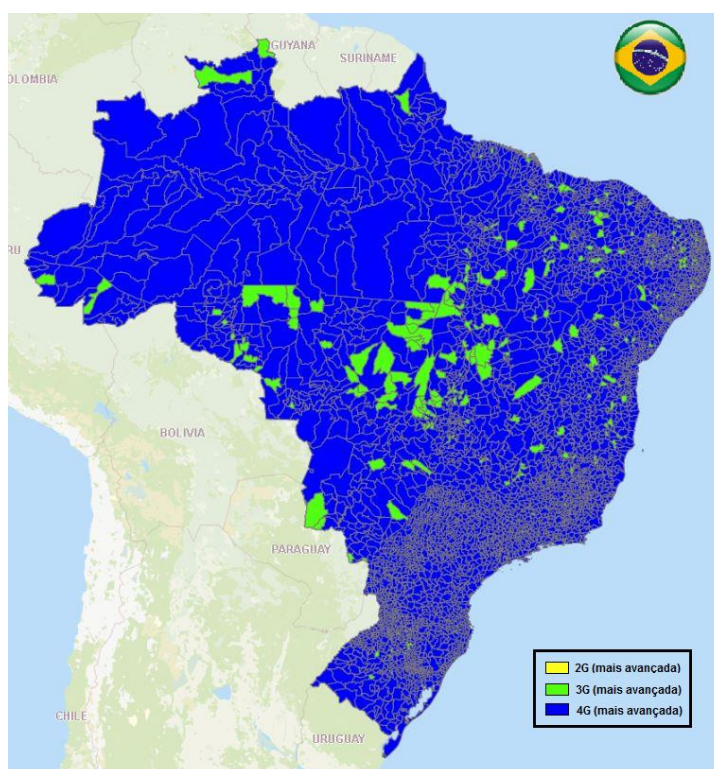 GUYANA
SURINAME
OLOMBIA
RU
BOLIVIA
PARAGUAY
CHILE
URUGUAY
2G (mais avançada)
3G (mais avançada)
4G (mais avançada)